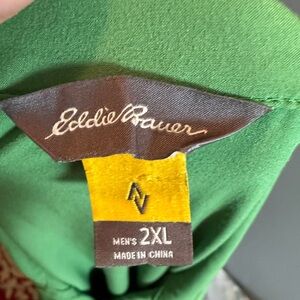 Eddie Bauer
MEN'S 2XL
MADE IN CHINA